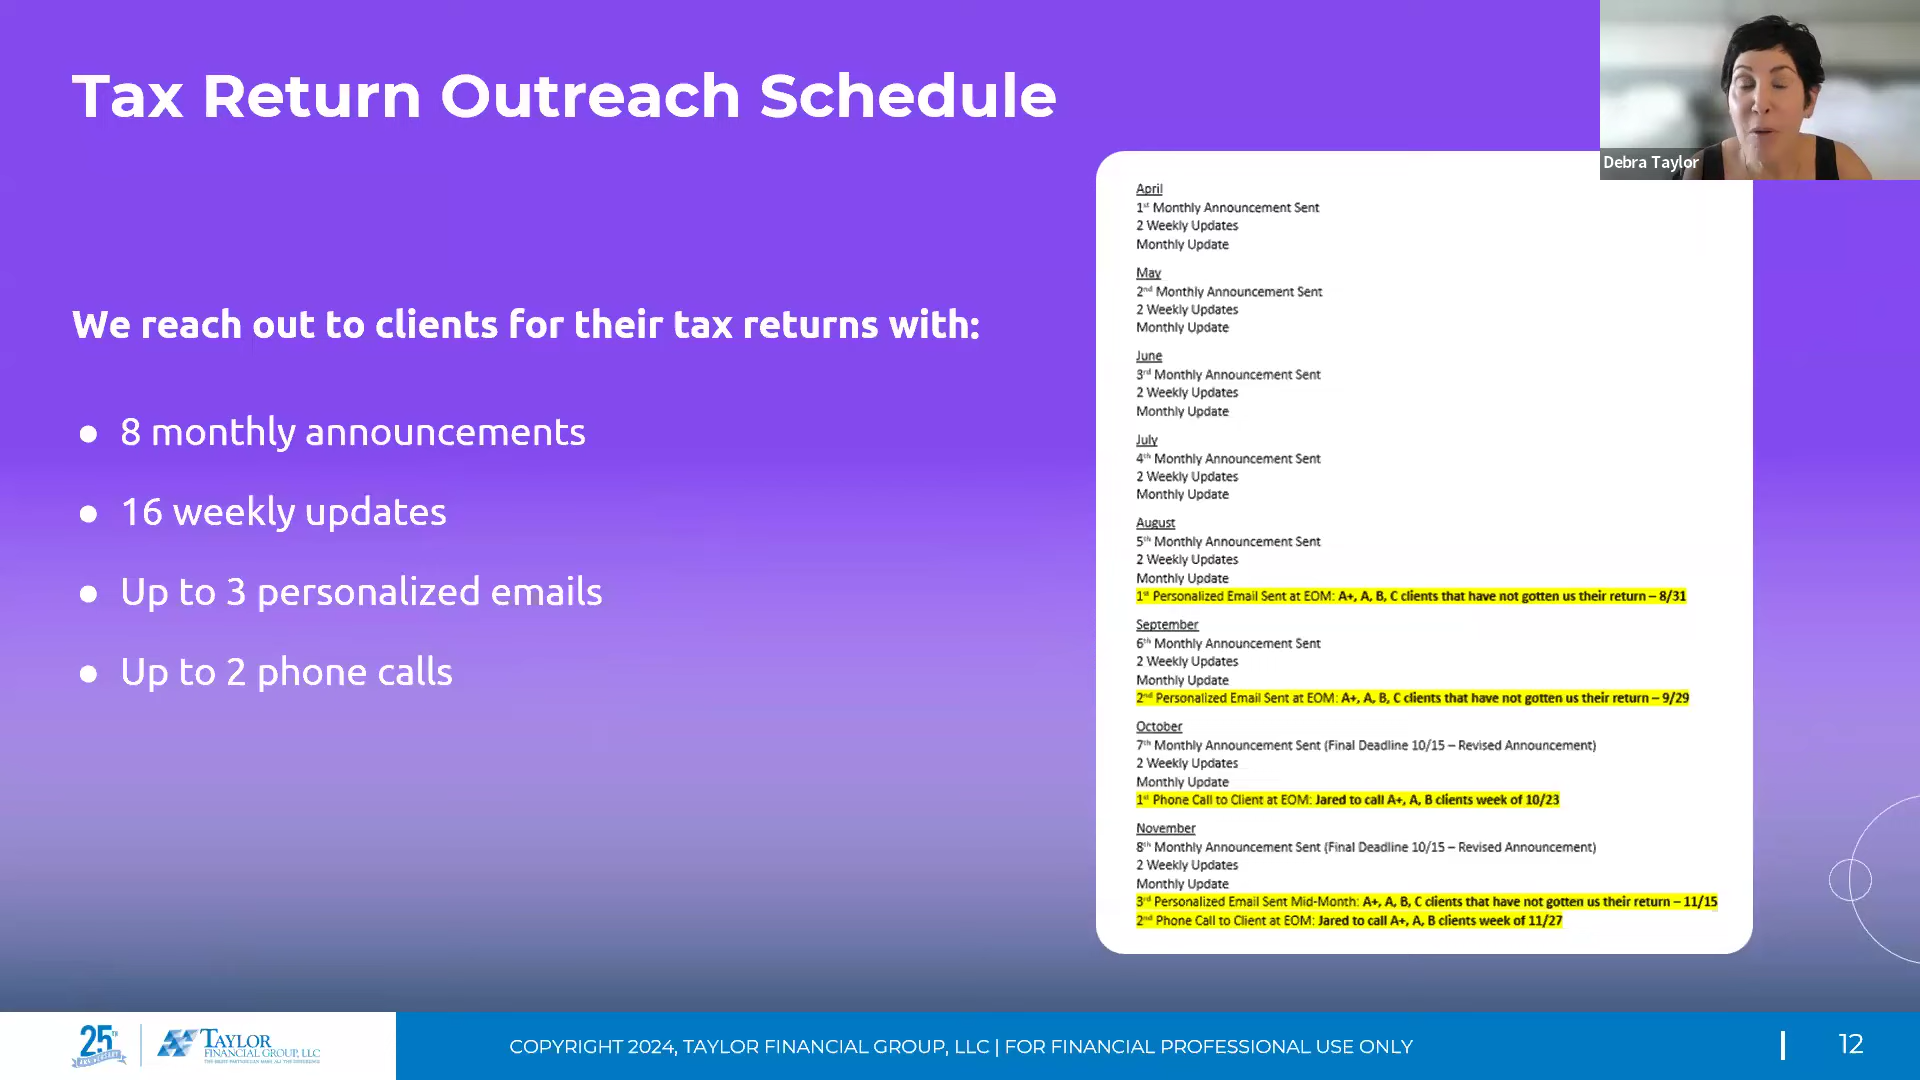 Tax Return Outreach Schedule
Debra Taylor
We reach out to clients for their tax returns with:
● 8 monthly announcements
● 16 weekly updates
● Up to 3 personalized emails
● Up to 2 phone calls
April
1st Monthly Announcement Sent
2 Weekly Updates
Monthly Update
May
2nd Monthly Announcement Sent
2 Weekly Updates
Monthly Update
June
3rd Monthly Announcement Sent
2 Weekly Updates
Monthly Update
July
4th Monthly Announcement Sent
2 Weekly Updates
Monthly Update
August
5th Monthly Announcement Sent
2 Weekly Updates
Monthly Update
1st Personalized Email Sent at EOM: A+, A, B, C clients that have not gotten us their return – 8/31
September
6th Monthly Announcement Sent
2 Weekly Updates
Monthly Update
2nd Personalized Email Sent at EOM: A+, A, B, C clients that have not gotten us their return – 9/29
October
7th Monthly Announcement Sent (Final Deadline 10/15 – Revised Announcement)
2 Weekly Updates
Monthly Update
1st Phone Call to Client at EOM: Jared to call A+, A, B clients week of 10/23
November
8th Monthly Announcement Sent (Final Deadline 10/15 – Revised Announcement)
2 Weekly Updates
Monthly Update
3rd Personalized Email Sent Mid-Month: A+, A, B, C clients that have not gotten us their return – 11/15
2nd Phone Call to Client at EOM: Jared to call A+, A, B clients week of 11/27
25TH
ANNIVERSARY
TAYLOR
FINANCIAL GROUP, LLC
COPYRIGHT 2024, TAYLOR FINANCIAL GROUP, LLC | FOR FINANCIAL PROFESSIONAL USE ONLY
12